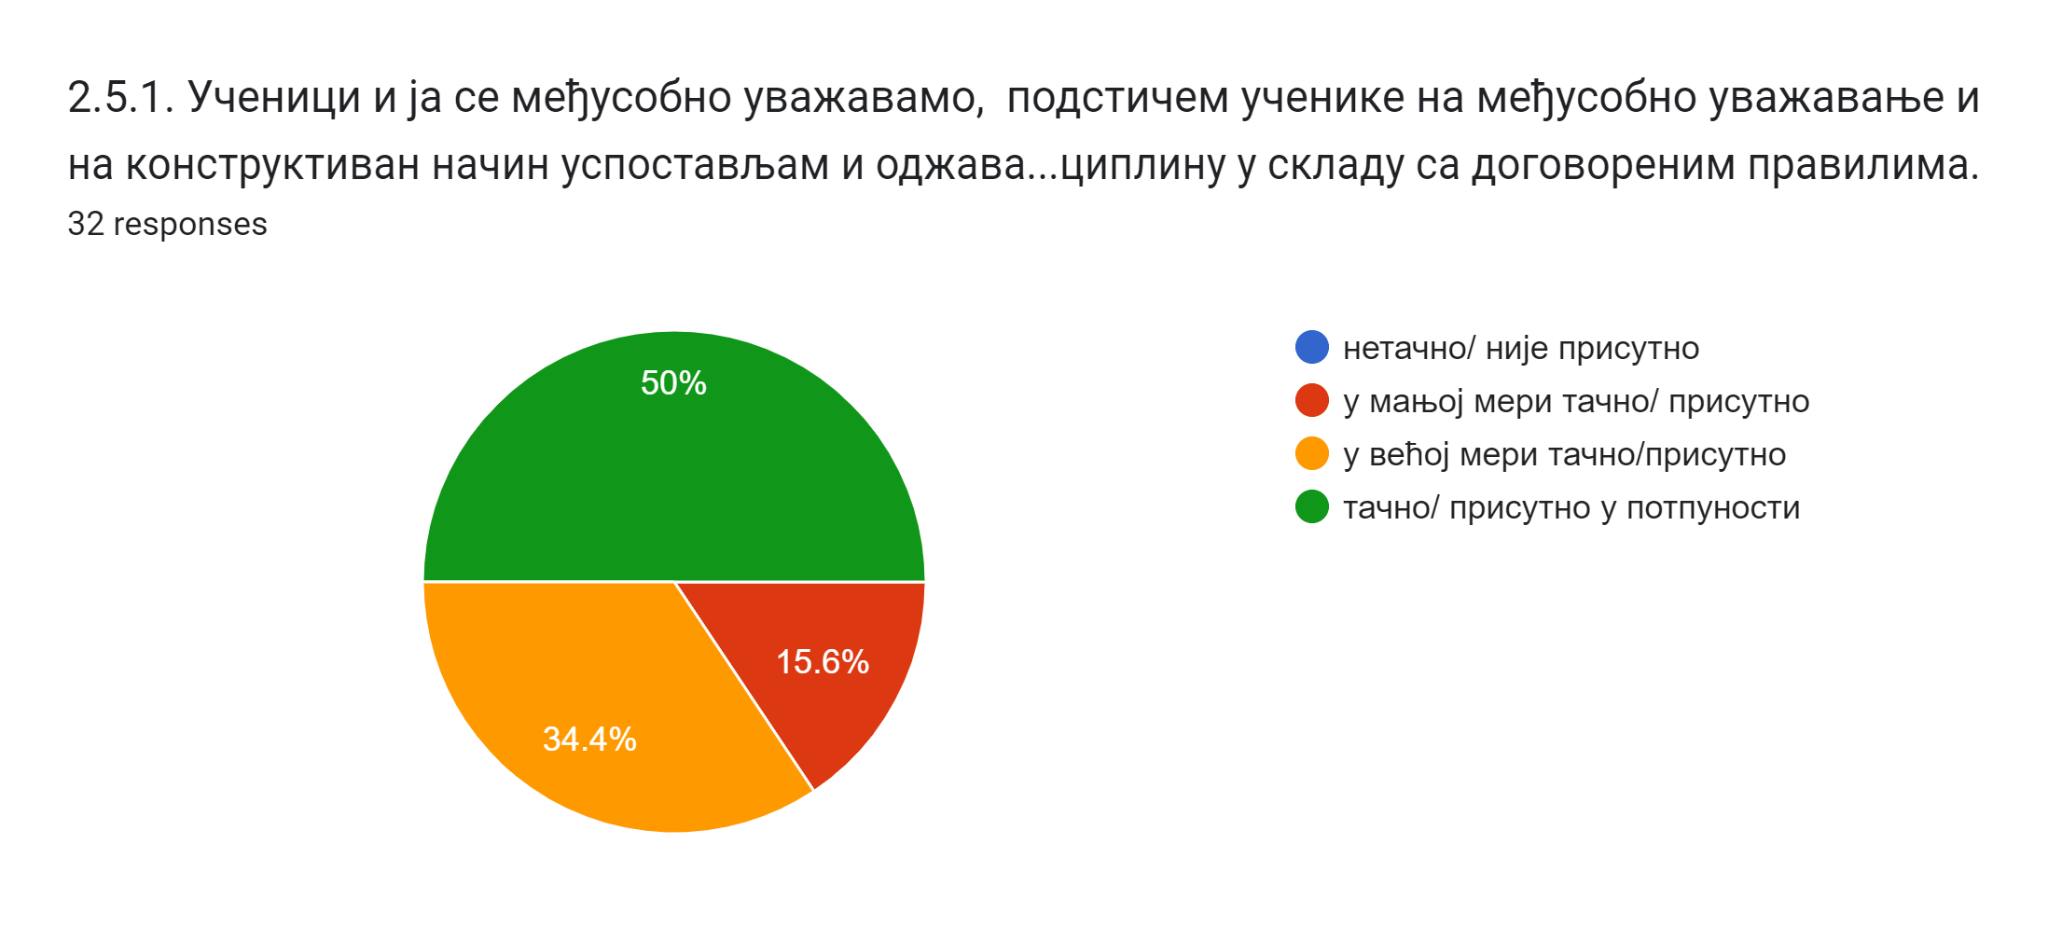 2.5.1. Ученици и ја се међусобно уважавамо,  подстичем ученике на међусобно уважавање и
на конструктиван начин успостављам и оджава...циплину у складу са договореним правилима.
32 responses
50%
15.6%
34.4%
нетачно/ није присутно
у мањој мери тачно/ присутно
у већој мери тачно/присутно
тачно/ присутно у потпуности